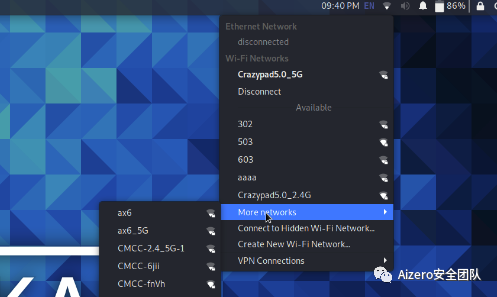 09:40 PM EN 86%
Ethernet Network
disconnected
Wi-Fi Networks
Crazypad5.0_5G
Disconnect
Available
302
503
603
aaaa
Crazypad5.0_2.4G
More networks
Connect to Hidden Wi-Fi Network...
Create New Wi-Fi Network...
VPN Connections
ax6
ax6_5G
CMCC-2.4_5G-1
CMCC-6jii
CMCC-fnVh
KA
Aizero安全团队